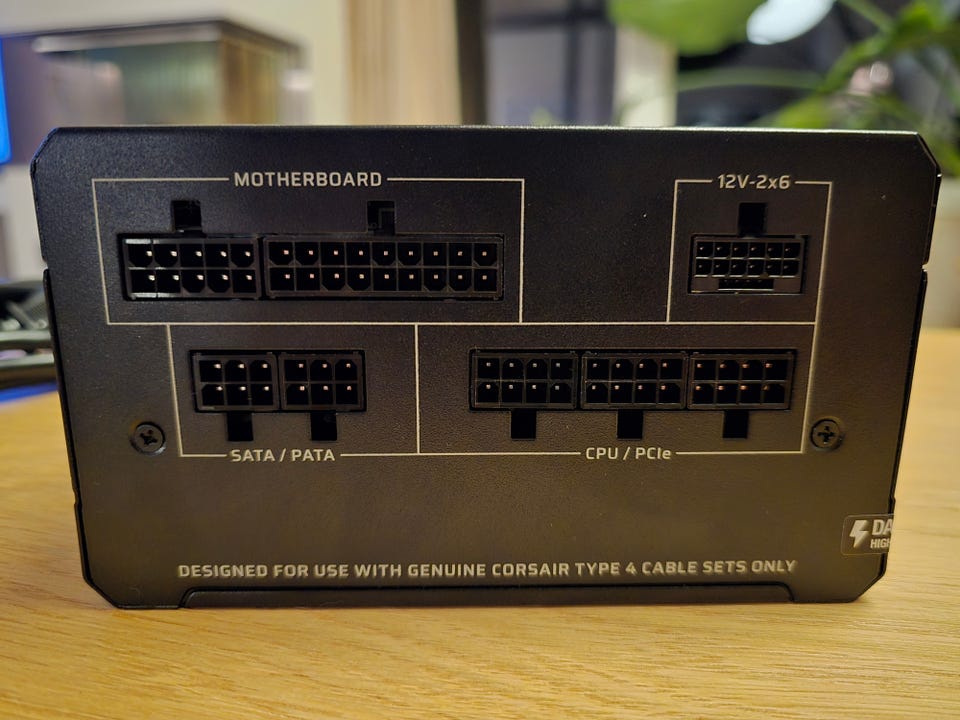 MOTHERBOARD
12V-2x6
SATA / PATA
CPU / PCIe
DESIGNED FOR USE WITH GENUINE CORSAIR TYPE 4 CABLE SETS ONLY